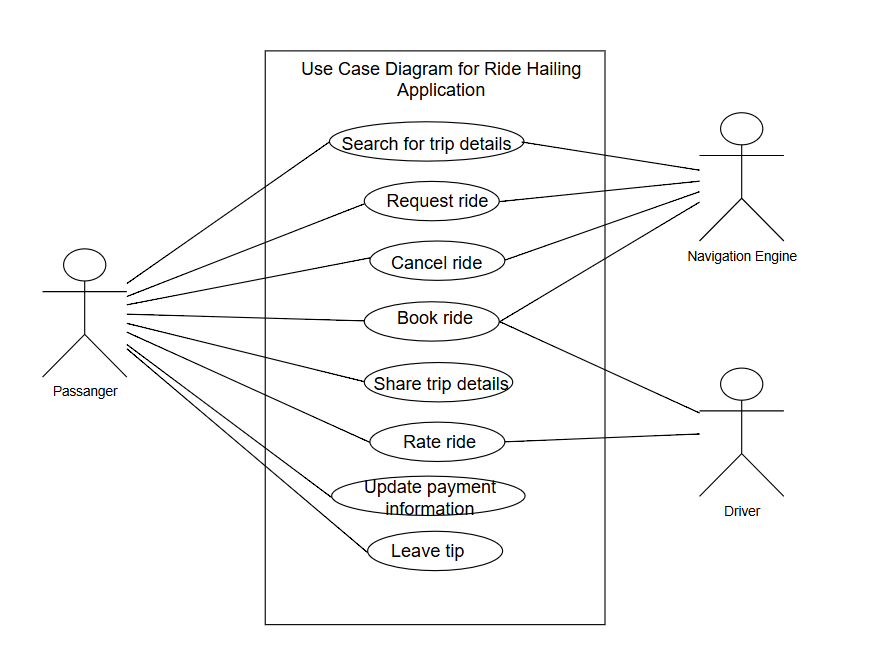 Use Case Diagram for Ride Hailing
Application
Search for trip details
Request ride
Cancel ride
Book ride
Share trip details
Rate ride
Update payment
information
Leave tip
Passanger
Navigation Engine
Driver